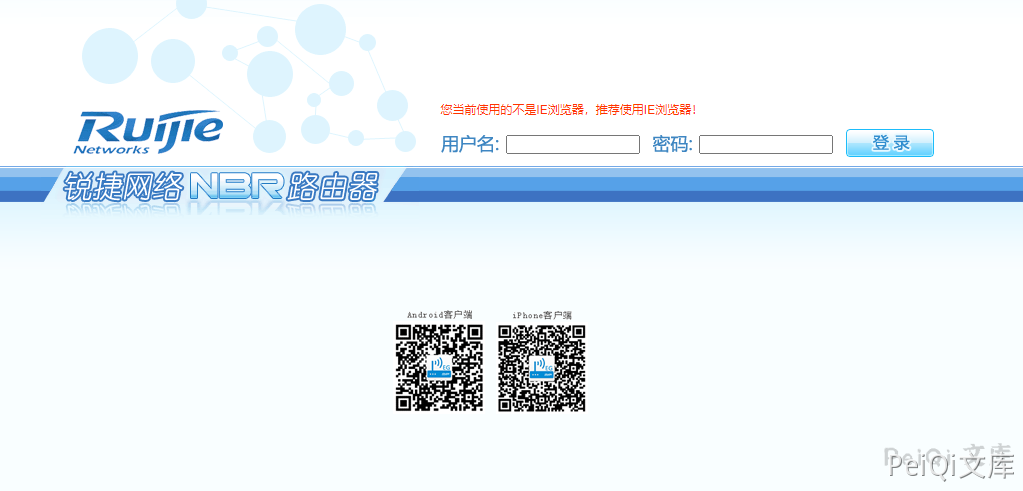 Ruijie
Networks
您当前使用的不是IE浏览器，推荐使用IE浏览器！
用户名: 密码: 登录
锐捷网络NBR路由器
Android客户端 iPhone客户端
PeiQi 文库
PeiQi文库